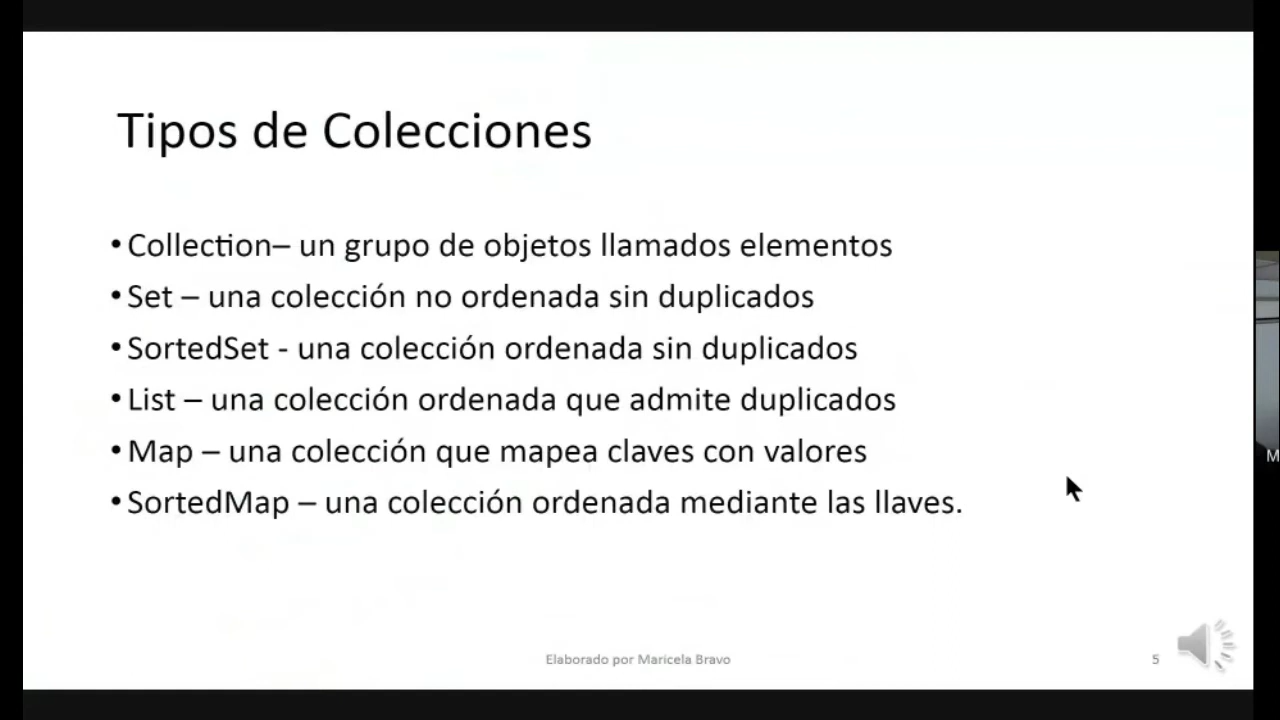 Tipos de Colecciones
• Collection– un grupo de objetos llamados elementos
• Set – una colección no ordenada sin duplicados
• SortedSet - una colección ordenada sin duplicados
• List – una colección ordenada que admite duplicados
• Map – una colección que mapea claves con valores
• SortedMap – una colección ordenada mediante las llaves.
Elaborado por Maricela Bravo
5
M